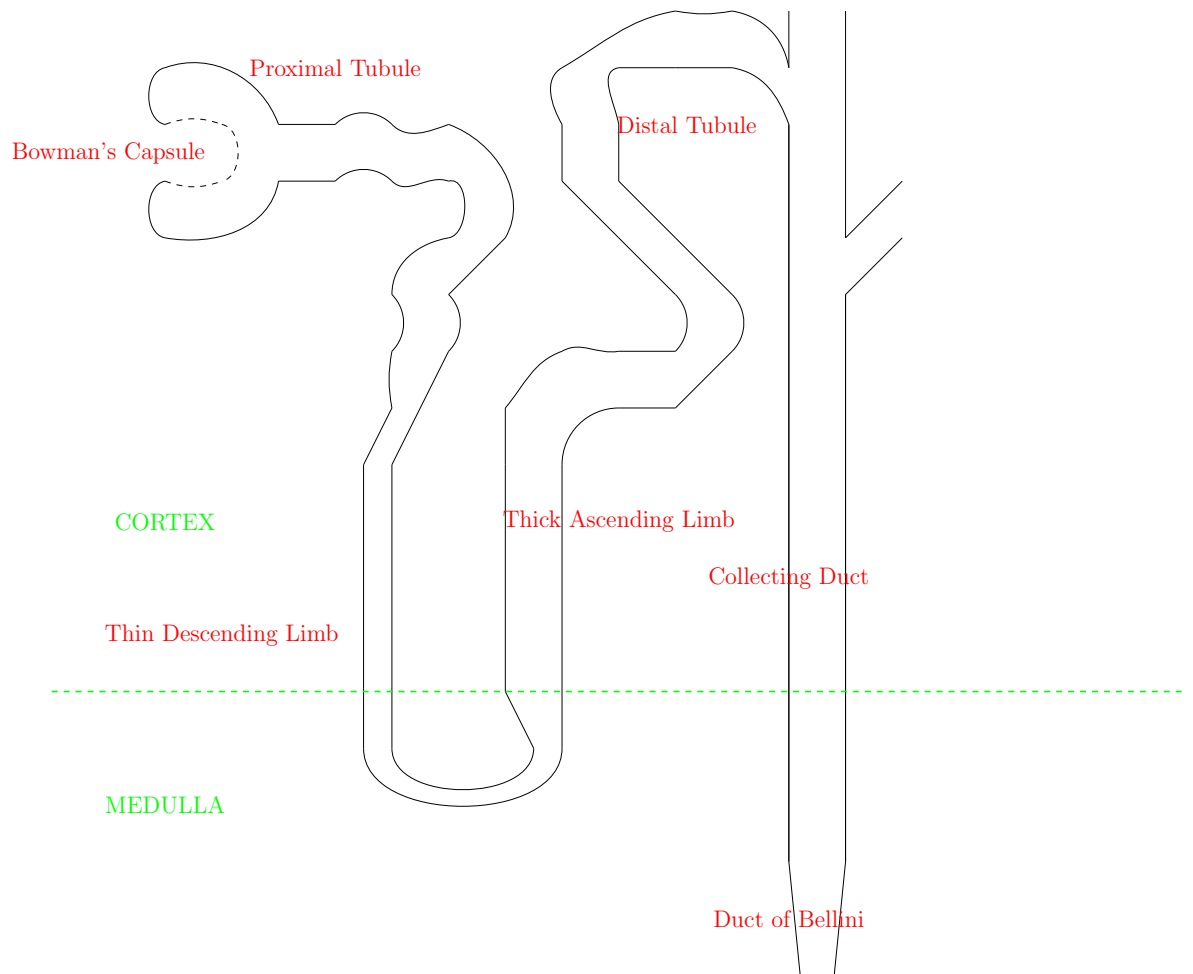 Proximal Tubule
Distal Tubule
Bowman's Capsule
CORTEX
Thick Ascending Limb
Collecting Duct
Thin Descending Limb
MEDULLA
Duct of Bellini